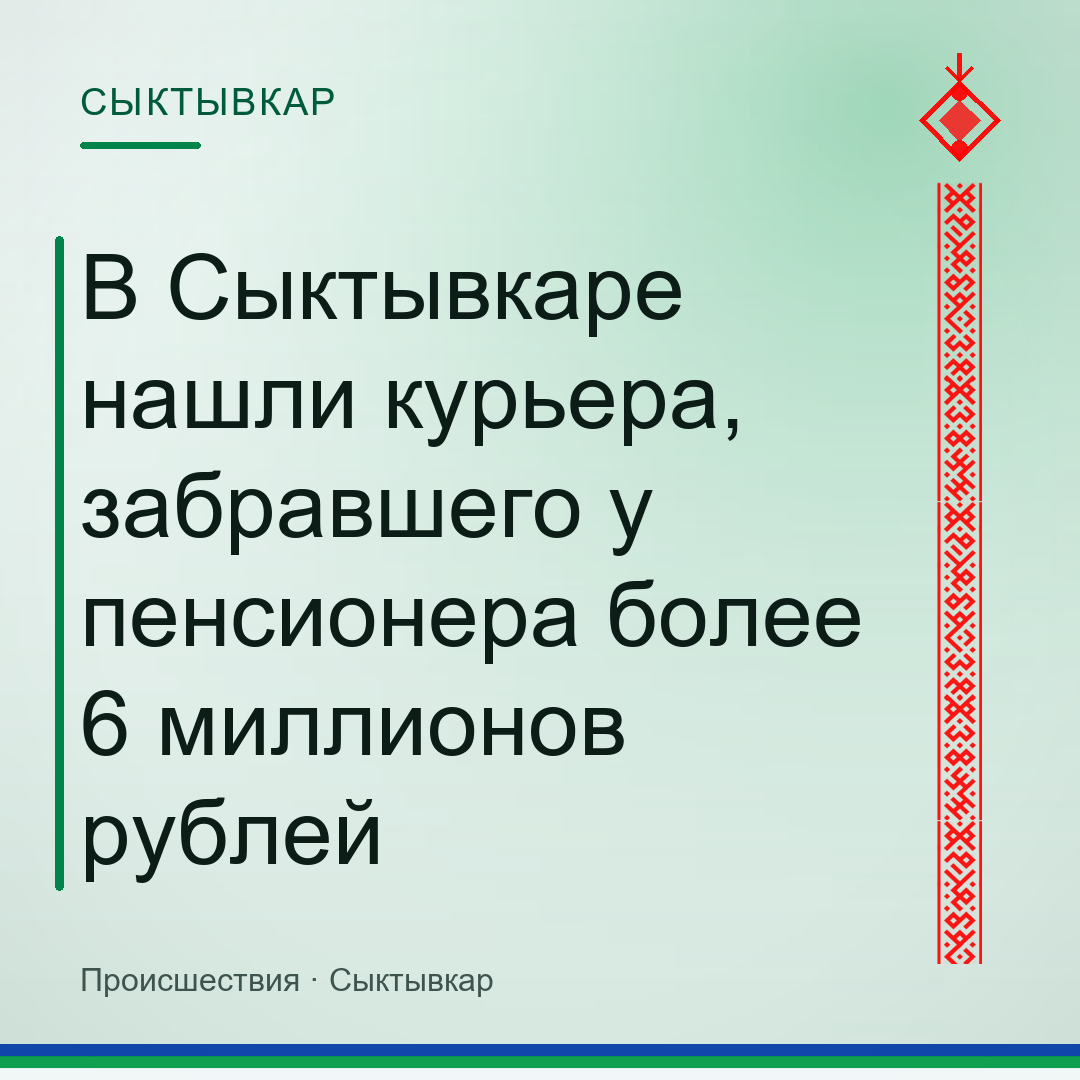 СЫКТЫВКАР
В Сыктывкаре
нашли курьера,
забравшего у
пенсионера более
6 миллионов
рублей
Происшествия · Сыктывкар